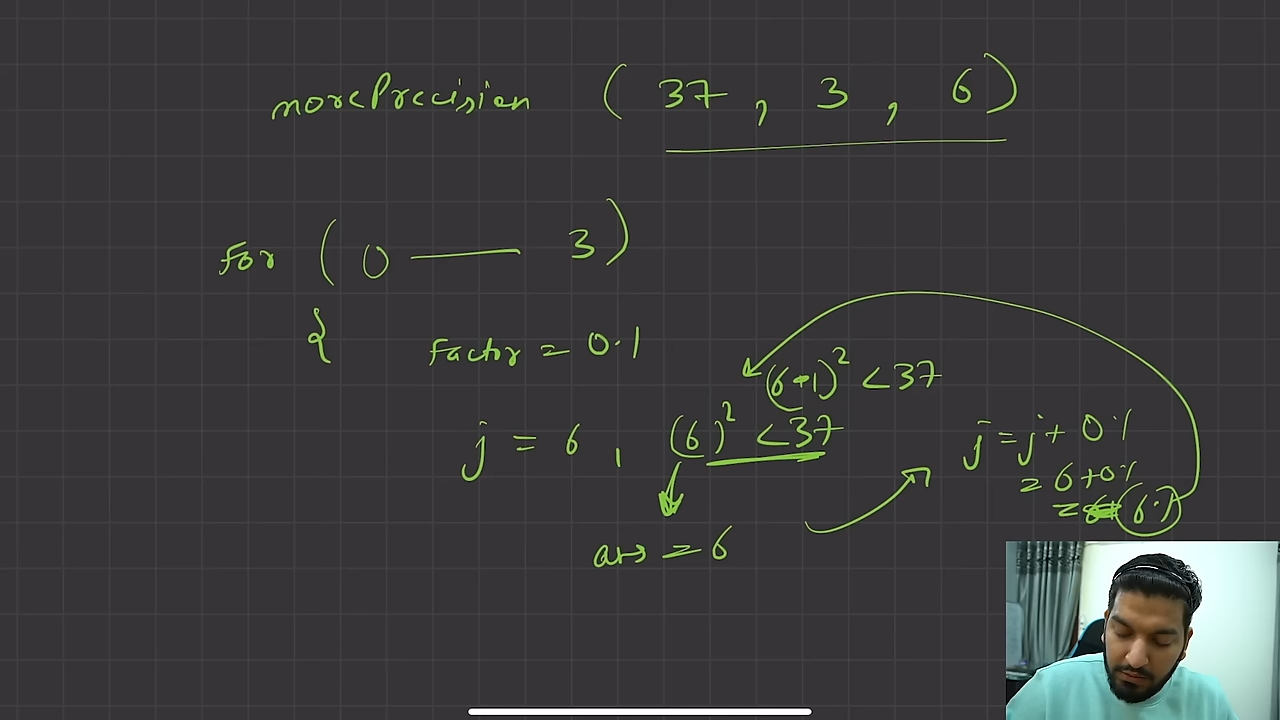 morePrecision ( 37 , 3 , 6 )
for ( 0 — 3 )
{
factor = 0.1
(6.1)² < 37
j = 6 , (6)² < 37
j = j + 0.1
= 6 + 0.1
= 6.1
ans = 6